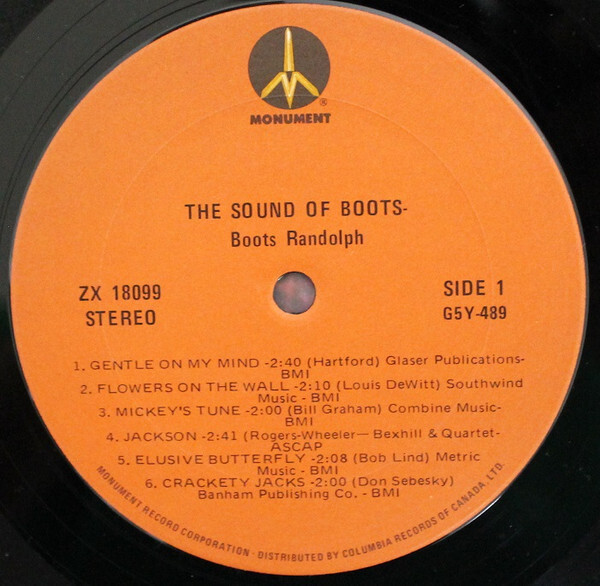 ®
MONUMENT
THE SOUND OF BOOTS-
Boots Randolph
ZX 18099
STEREO
SIDE 1
G5Y-489
1. GENTLE ON MY MIND -2:40 (Hartford) Glaser Publications-
BMI
2. FLOWERS ON THE WALL -2:10 (Louis DeWitt) Southwind
Music - BMI
3. MICKEY'S TUNE -2:00 (Bill Graham) Combine Music-
BMI
4. JACKSON -2:41 (Rogers-Wheeler— Bexhill & Quartet-
ASCAP
5. ELUSIVE BUTTERFLY -2:08 (Bob Lind) Metric
Music - BMI
6. CRACKETY JACKS -2:00 (Don Sebesky)
Banham Publishing Co. - BMI
MONUMENT RECORD CORPORATION · DISTRIBUTED BY COLUMBIA RECORDS OF CANADA, LTD.